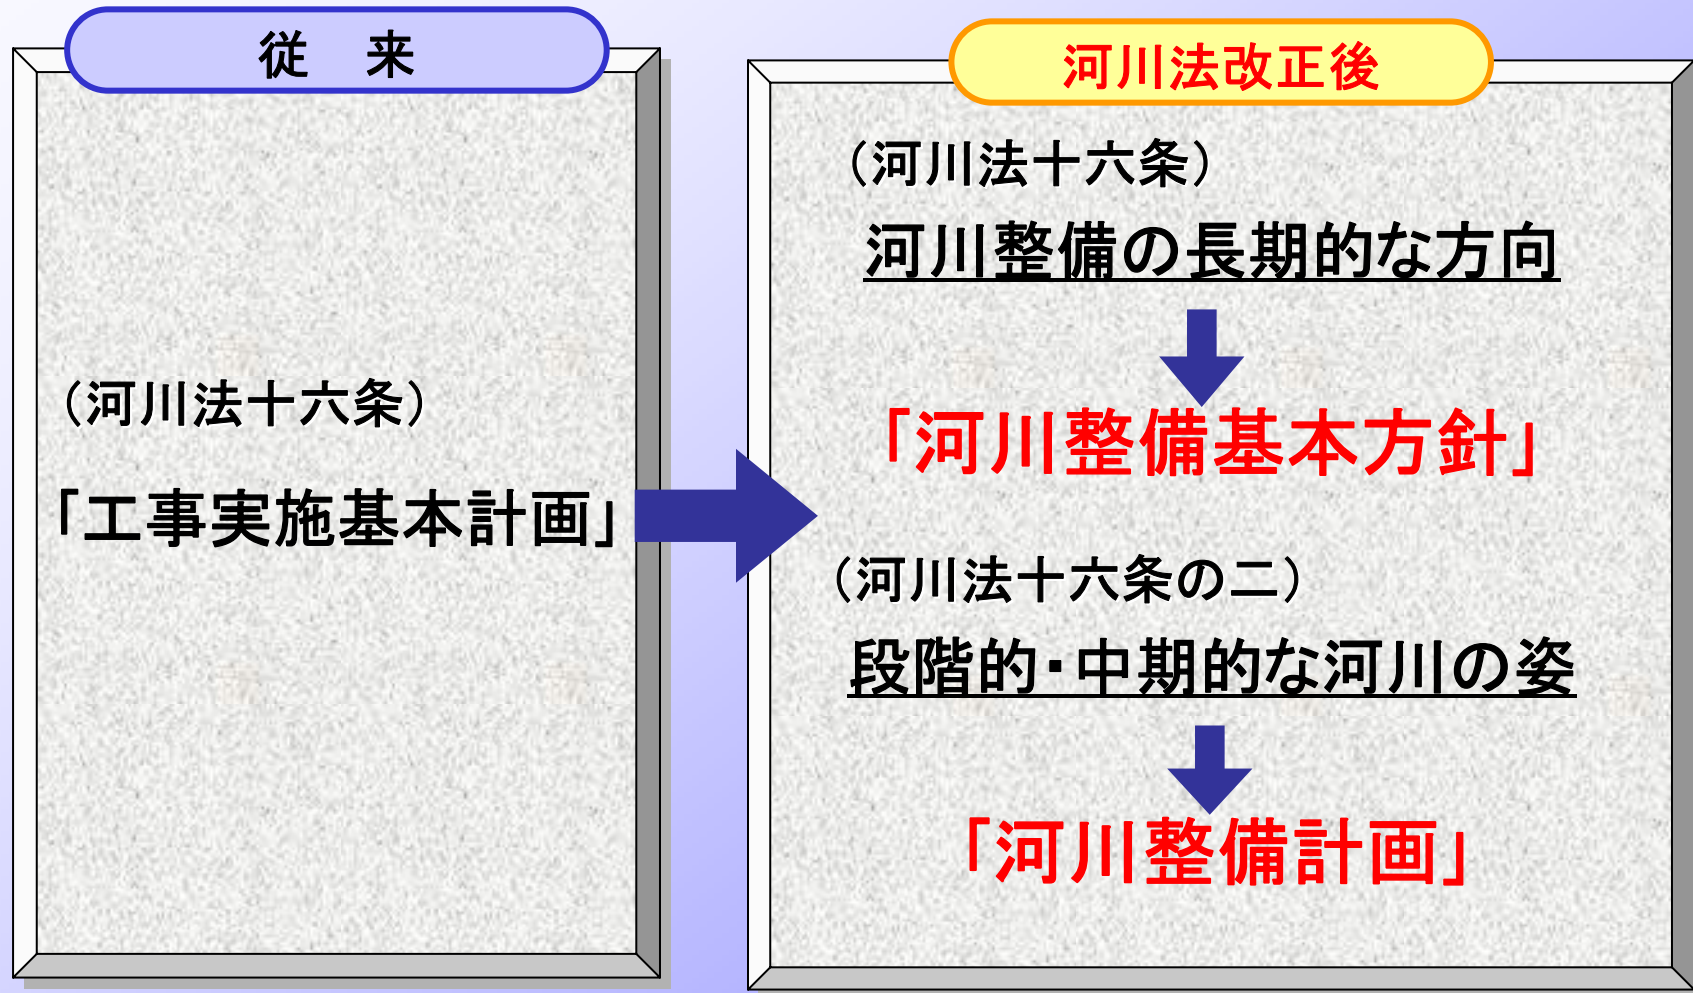 従　来
（河川法十六条）
「工事実施基本計画」
河川法改正後
（河川法十六条）
河川整備の長期的な方向
「河川整備基本方針」
（河川法十六条の二）
段階的・中期的な河川の姿
「河川整備計画」